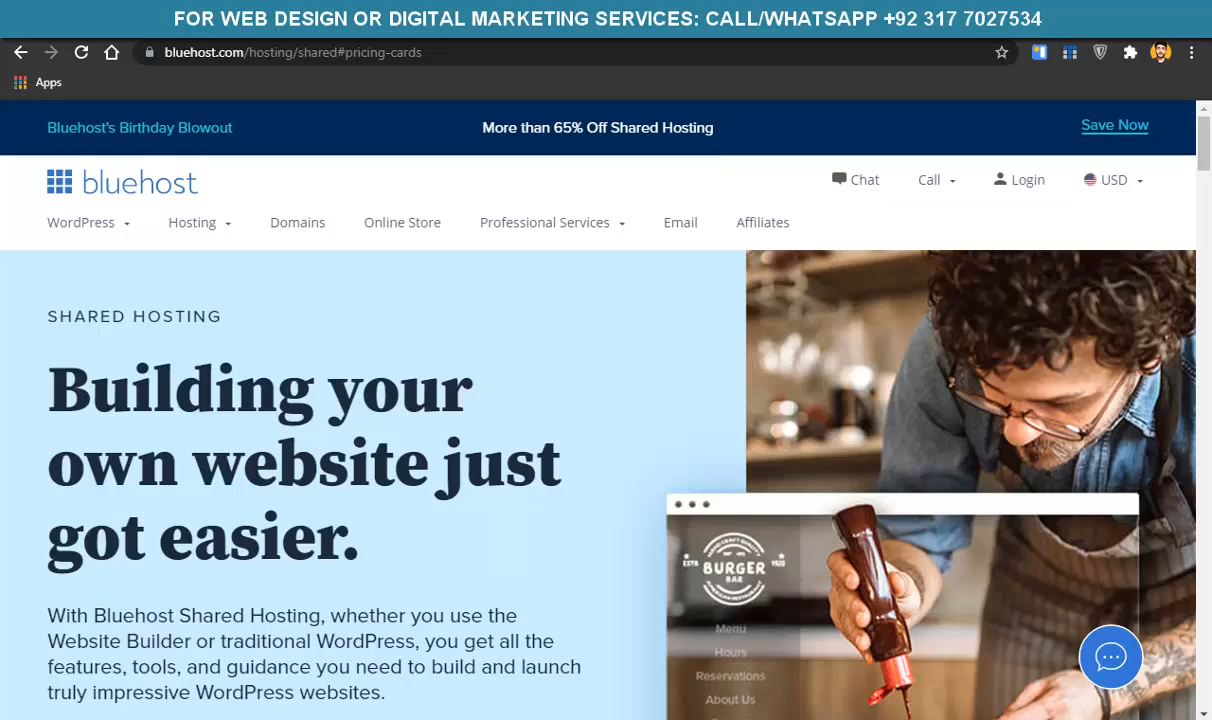 FOR WEB DESIGN OR DIGITAL MARKETING SERVICES: CALL/WHATSAPP +92 317 7027534
bluehost.com/hosting/shared#pricing-cards
Apps
Bluehost's Birthday Blowout
More than 65% Off Shared Hosting
Save Now
bluehost
Chat
Call
Login
USD
WordPress
Hosting
Domains
Online Store
Professional Services
Email
Affiliates
SHARED HOSTING
Building your
own website just
got easier.
With Bluehost Shared Hosting, whether you use the
Website Builder or traditional WordPress, you get all the
features, tools, and guidance you need to build and launch
truly impressive WordPress websites.
BURGER
BAR
Menu
Hours
Reservations
About Us